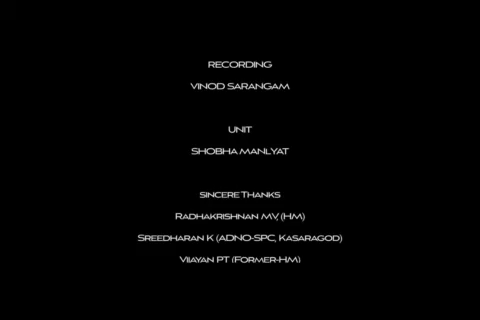 RECORDING
VINOD SARANGAM
UNIT
SHOBHA MANLYAT
SINCERE THANKS
RADHAKRISHNAN MV, (HM)
SREEDHARAN K (ADNO-SPC, KASARAGOD)
VIJAYAN PT (FORMER-HM)